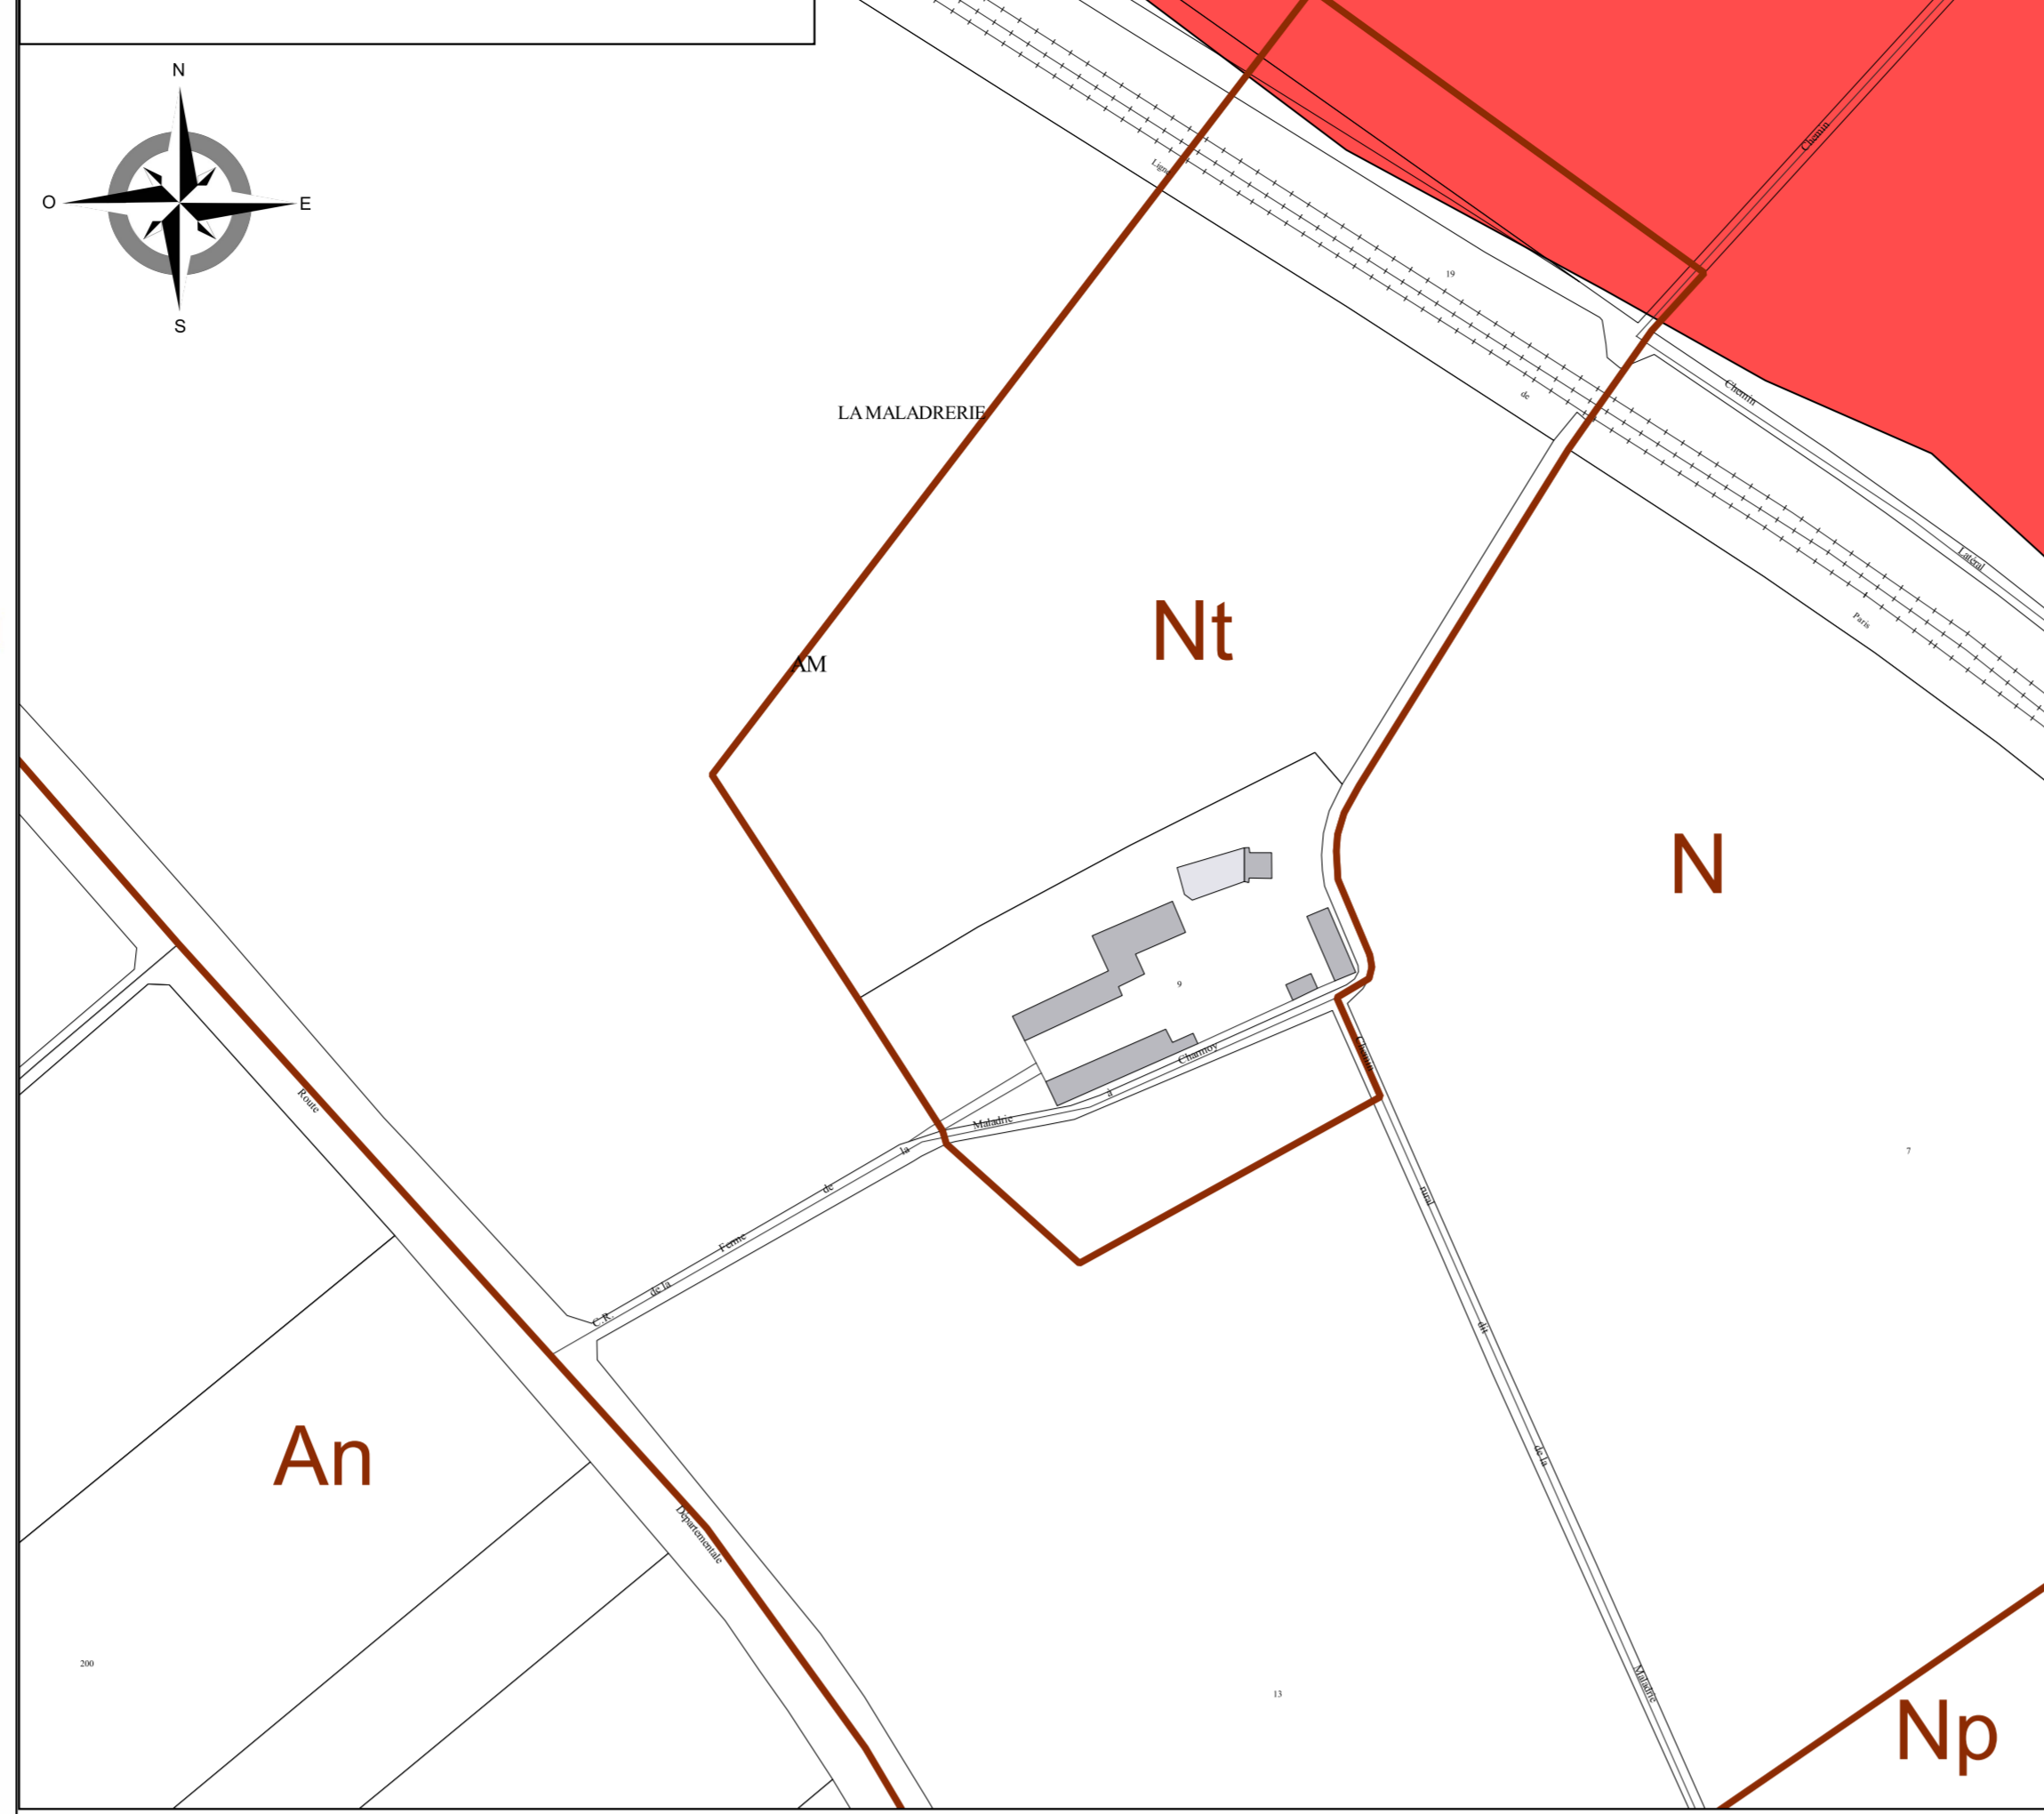 N
Chemin
Ligne
O
E
19
S
Chemin
de
LA MALADRERIE
Latéral
Nt
Paris
AM
N
9
Chemin
Charmoy
à
Route
Maladrie
la
7
de
rural
Ferme
de la
C.R.
dit
An
de la
Départementale
200
Maladrie
13
Np